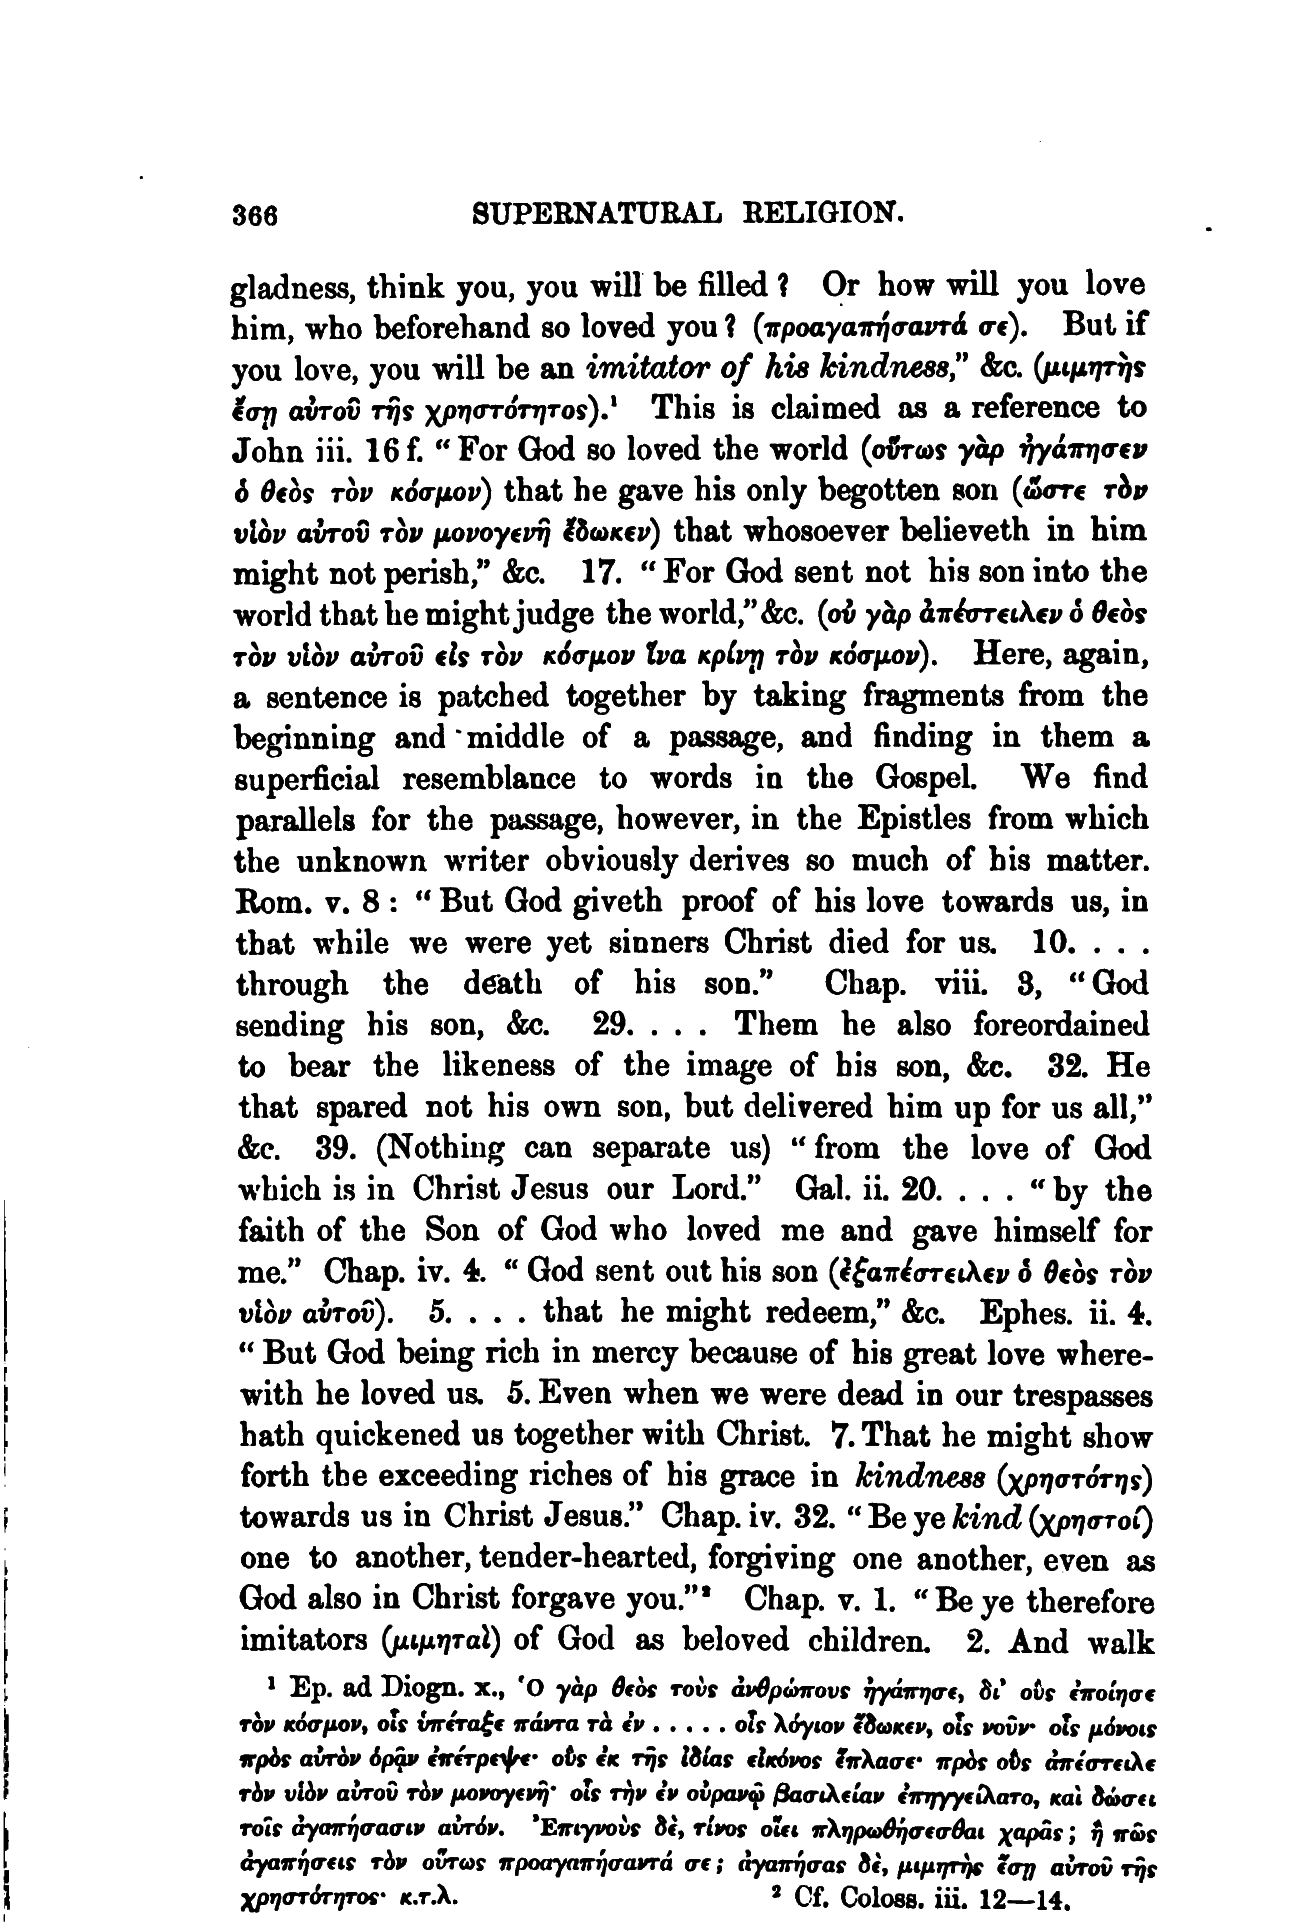 366 SUPERNATURAL RELIGION.
gladness, think you, you will be filled? Or how will you love
him, who beforehand so loved you? (προαγαπήσαντά σε). But if
you love, you will be an imitator of his kindness,” &c. (μιμητὴς
ἔσῃ αὐτοῦ τῆς χρηστότητος).¹ This is claimed as a reference to
John iii. 16 f. “For God so loved the world (οὕτως γὰρ ἠγάπησεν
ὁ θεὸς τὸν κόσμον) that he gave his only begotten son (ὥστε τὸν
υἱὸν αὐτοῦ τὸν μονογενῆ ἔδωκεν) that whosoever believeth in him
might not perish,” &c. 17. “For God sent not his son into the
world that he might judge the world,” &c. (οὐ γὰρ ἀπέστειλεν ὁ θεὸς
τὸν υἱὸν αὐτοῦ εἰς τὸν κόσμον ἵνα κρίνῃ τὸν κόσμον). Here, again,
a sentence is patched together by taking fragments from the
beginning and middle of a passage, and finding in them a
superficial resemblance to words in the Gospel. We find
parallels for the passage, however, in the Epistles from which
the unknown writer obviously derives so much of his matter.
Rom. v. 8: “But God giveth proof of his love towards us, in
that while we were yet sinners Christ died for us. 10. . . .
through the death of his son.” Chap. viii. 3, “God
sending his son, &c. 29. . . . Them he also foreordained
to bear the likeness of the image of his son, &c. 32. He
that spared not his own son, but delivered him up for us all,”
&c. 39. (Nothing can separate us) “from the love of God
which is in Christ Jesus our Lord.” Gal. ii. 20. . . . “by the
faith of the Son of God who loved me and gave himself for
me.” Chap. iv. 4. “God sent out his son (ἐξαπέστειλεν ὁ θεὸς τὸν
υἱὸν αὐτοῦ). 5. . . . that he might redeem,” &c. Ephes. ii. 4.
“But God being rich in mercy because of his great love where-
with he loved us. 5. Even when we were dead in our trespasses
hath quickened us together with Christ. 7. That he might show
forth the exceeding riches of his grace in kindness (χρηστότης)
towards us in Christ Jesus.” Chap. iv. 32. “Be ye kind (χρηστοί)
one to another, tender-hearted, forgiving one another, even as
God also in Christ forgave you.”² Chap. v. 1. “Be ye therefore
imitators (μιμηταὶ) of God as beloved children. 2. And walk
¹ Ep. ad Diogn. x., Ὁ γὰρ θεὸς τοὺς ἀνθρώπους ἠγάπησε, δι’ οὓς ἐποίησε
τὸν κόσμον, οἷς ὑπέταξε πάντα τὰ ἐν . . . . . οἷς λόγιον ἔδωκεν, οἷς νοῦν· οἷς μόνοις
πρὸς αὐτὸν ὁρᾷν ἐπέτρεψε· οὓς ἐκ τῆς ἰδίας εἰκόνος ἔπλασε· πρὸς οὓς ἀπέστειλε
τὸν υἱὸν αὐτοῦ τὸν μονογενῆ· οἷς τὴν ἐν οὐρανῷ βασιλείαν ἐπηγγείλατο, καὶ δώσει
τοῖς ἀγαπήσασιν αὐτόν. Ἐπιγνοὺς δὲ, τίνος οἴει πληρωθήσεσθαι χαρᾶς; ἢ πῶς
ἀγαπήσεις τὸν οὕτως προαγαπήσαντά σε; ἀγαπήσας δὲ, μιμητὴς ἔσῃ αὐτοῦ τῆς
χρηστότητος· κ.τ.λ. ² Cf. Coloss. iii. 12—14.